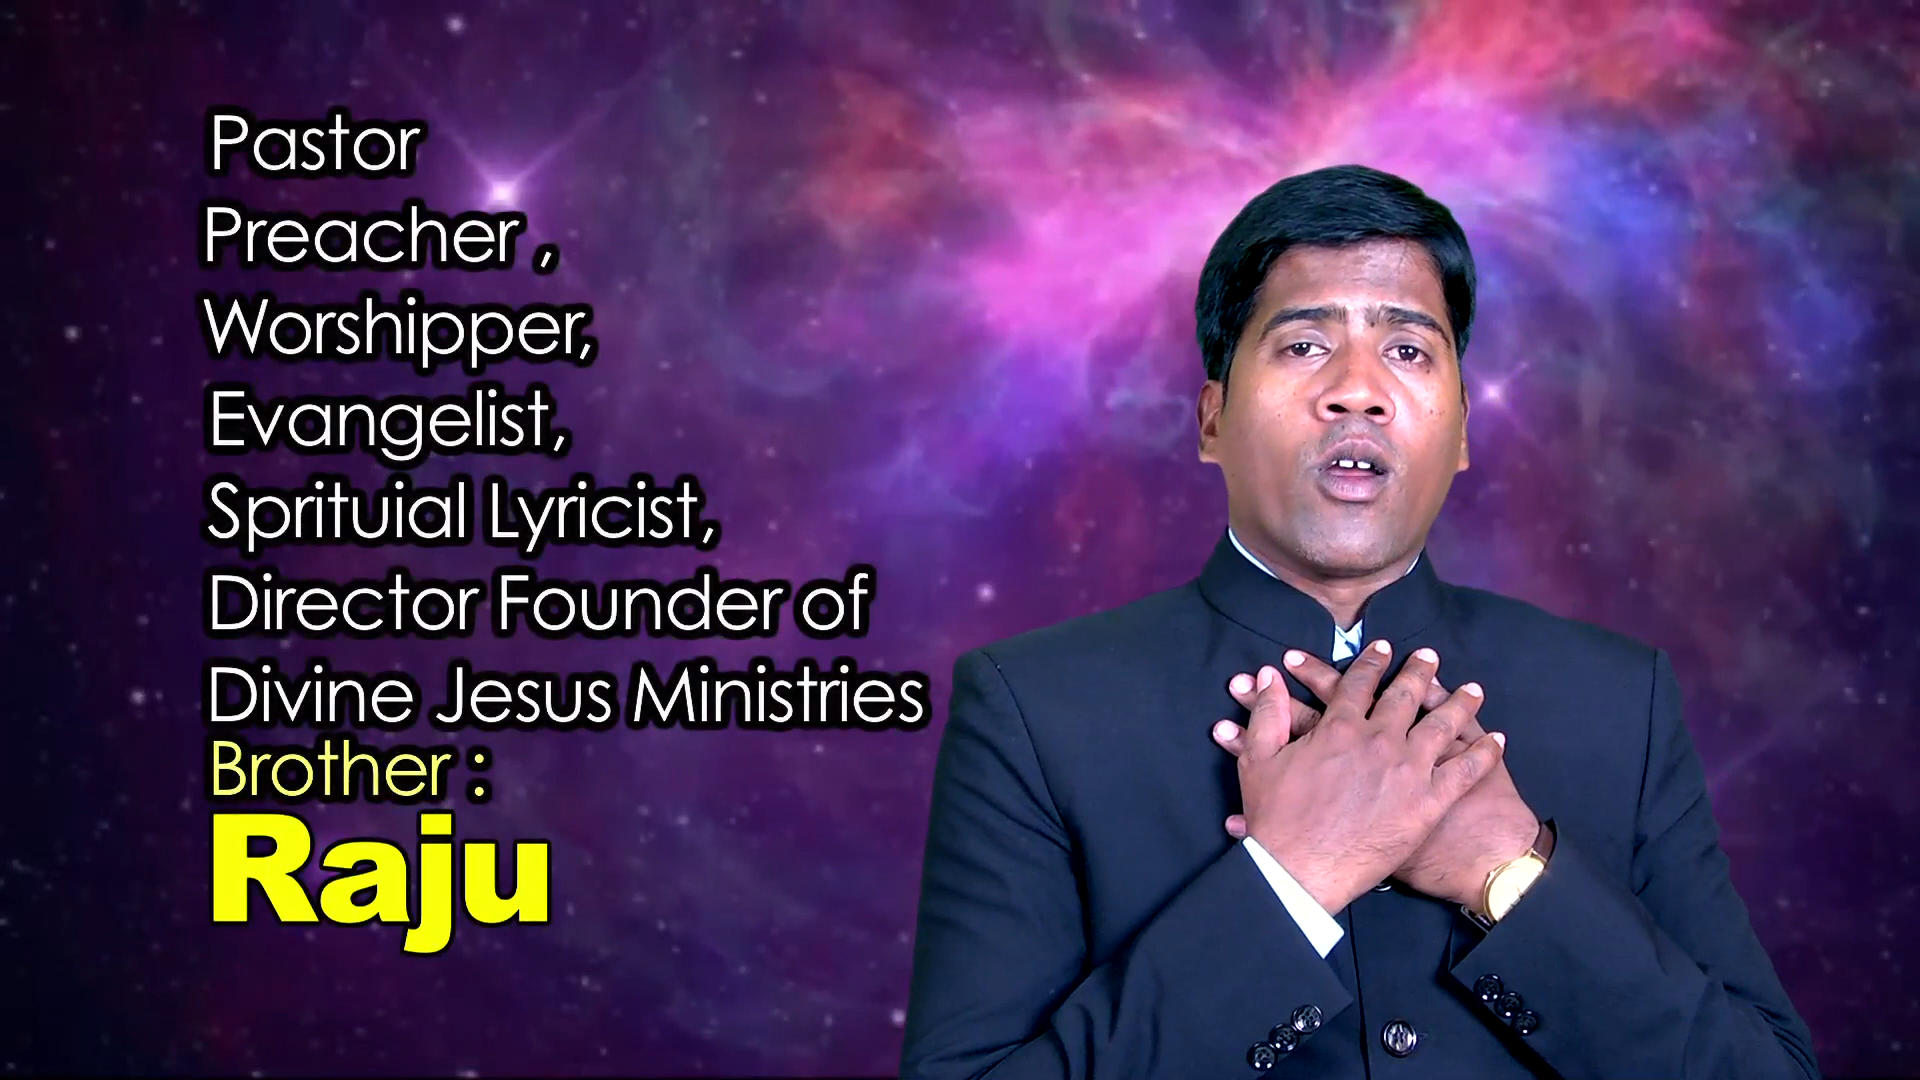 Pastor
Preacher ,
Worshipper,
Evangelist,
Sprituial Lyricist,
Director Founder of
Divine Jesus Ministries
Brother :
Raju